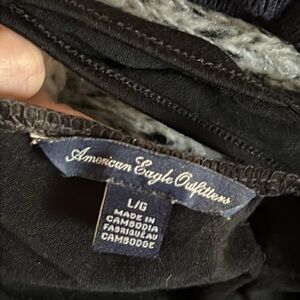 American Eagle Outfitters
L/G
MADE IN
CAMBODIA
FABRIQUÉ AU
CAMBODGE